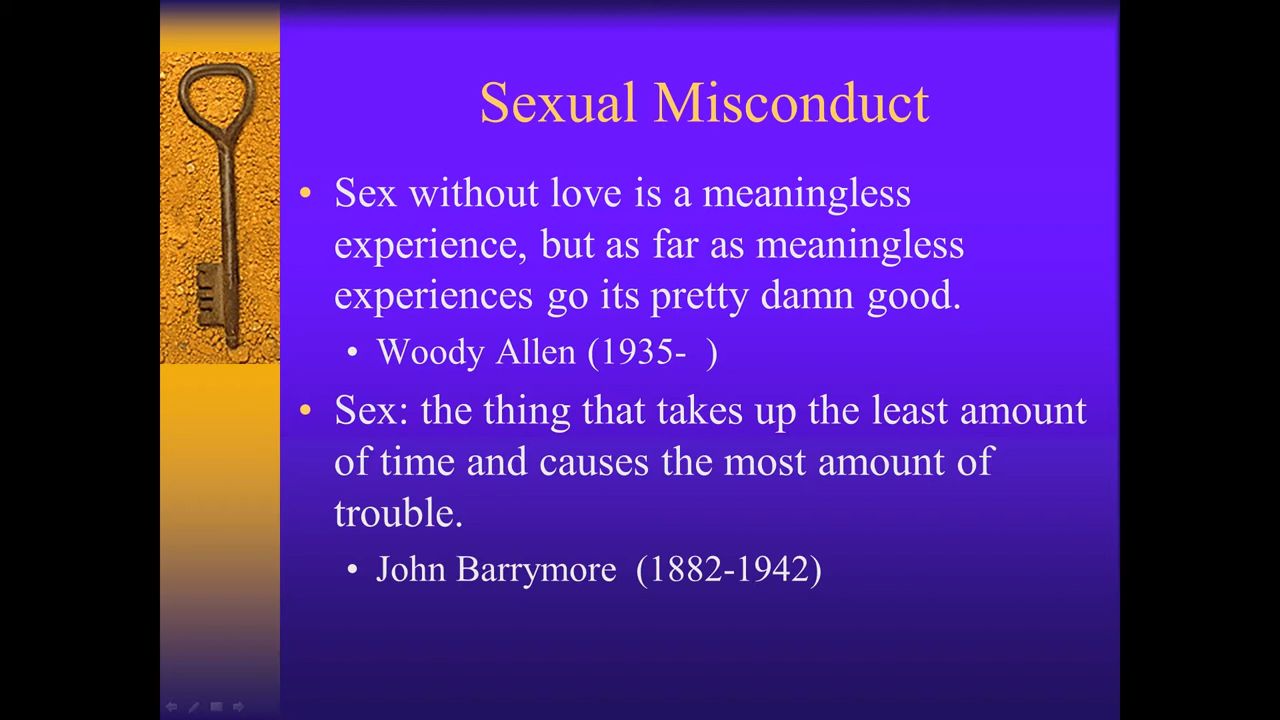 Sexual Misconduct
• Sex without love is a meaningless
experience, but as far as meaningless
experiences go its pretty damn good.
• Woody Allen (1935-  )
• Sex: the thing that takes up the least amount
of time and causes the most amount of
trouble.
• John Barrymore  (1882-1942)